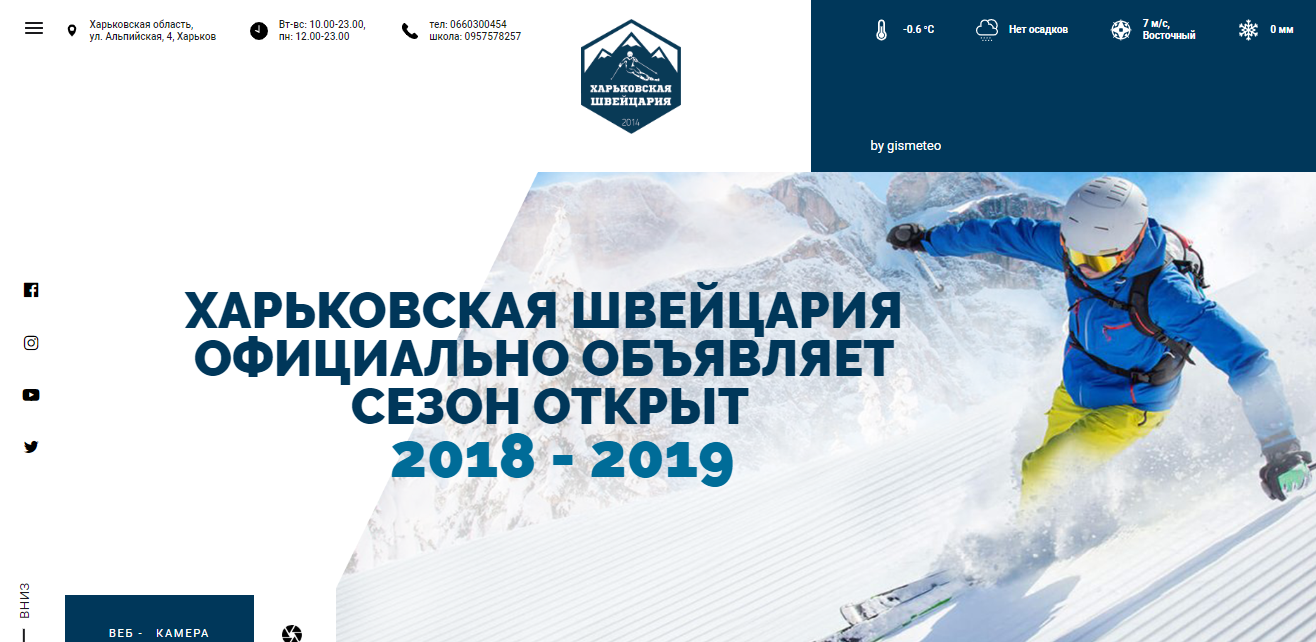 Харьковская область,
ул. Альпийская, 4, Харьков
Вт-вс: 10.00-23.00,
пн: 12.00-23.00
тел: 0660300454
школа: 0957578257
ХАРЬКОВСКАЯ
ШВЕЙЦАРИЯ
2014
-0.6 °C
Нет осадков
7 м/с,
Восточный
0 мм
by gismeteo
ХАРЬКОВСКАЯ ШВЕЙЦАРИЯ
ОФИЦИАЛЬНО ОБЪЯВЛЯЕТ
СЕЗОН ОТКРЫТ
2018 - 2019
ВНИЗ
ВЕБ - КАМЕРА